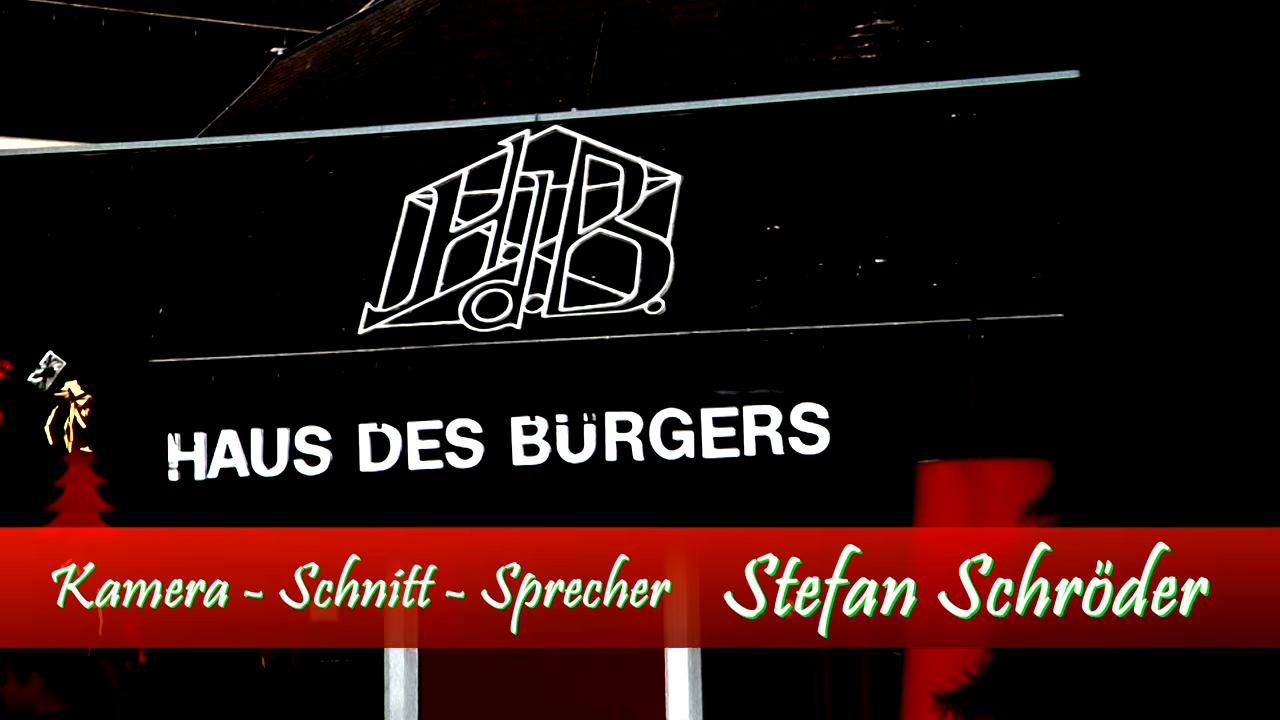 H.d.B.
HAUS DES BÜRGERS
Kamera - Schnitt - Sprecher Stefan Schröder